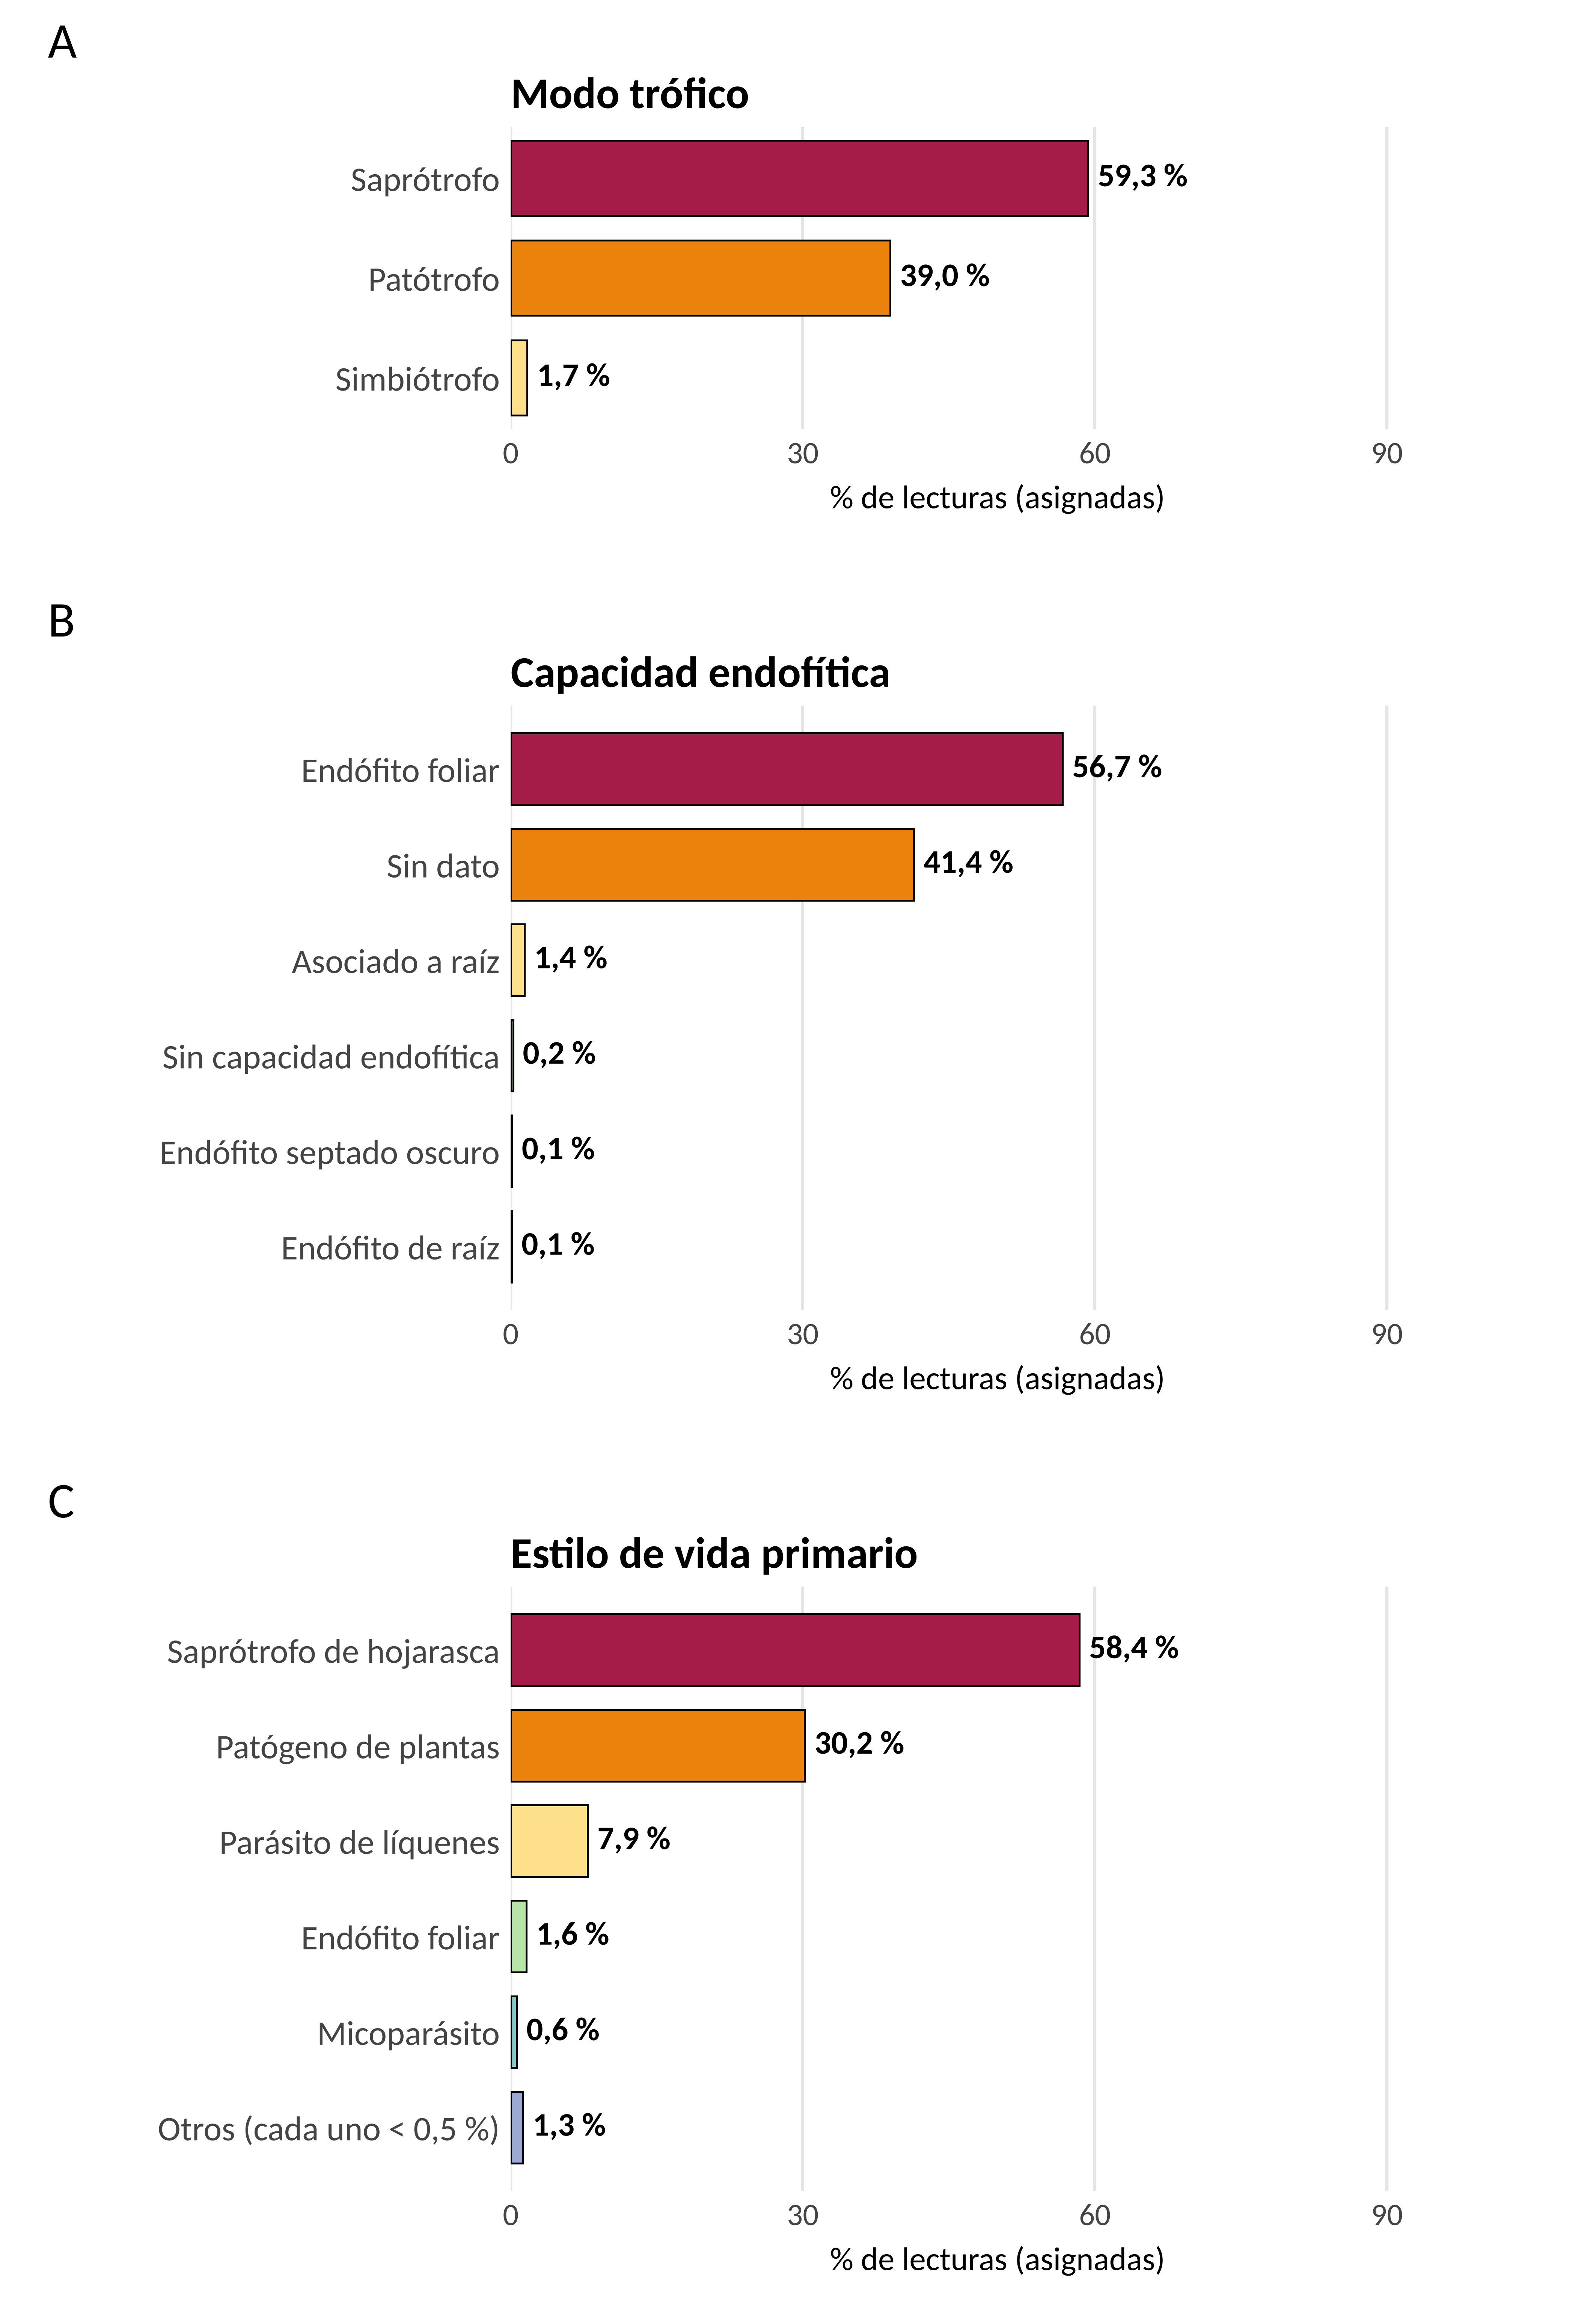 A
Modo trófico
Saprótrofo 59,3 %
Patótrofo 39,0 %
Simbiótrofo 1,7 %
0 30 60 90
% de lecturas (asignadas)
B
Capacidad endofítica
Endófito foliar 56,7 %
Sin dato 41,4 %
Asociado a raíz 1,4 %
Sin capacidad endofítica 0,2 %
Endófito septado oscuro 0,1 %
Endófito de raíz 0,1 %
0 30 60 90
% de lecturas (asignadas)
C
Estilo de vida primario
Saprótrofo de hojarasca 58,4 %
Patógeno de plantas 30,2 %
Parásito de líquenes 7,9 %
Endófito foliar 1,6 %
Micoparásito 0,6 %
Otros (cada uno < 0,5 %) 1,3 %
0 30 60 90
% de lecturas (asignadas)